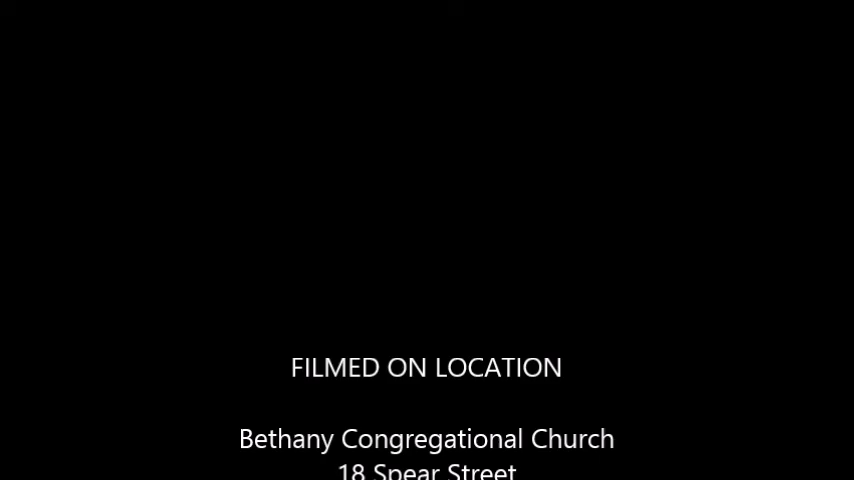 FILMED ON LOCATION
Bethany Congregational Church
18 Spear Street